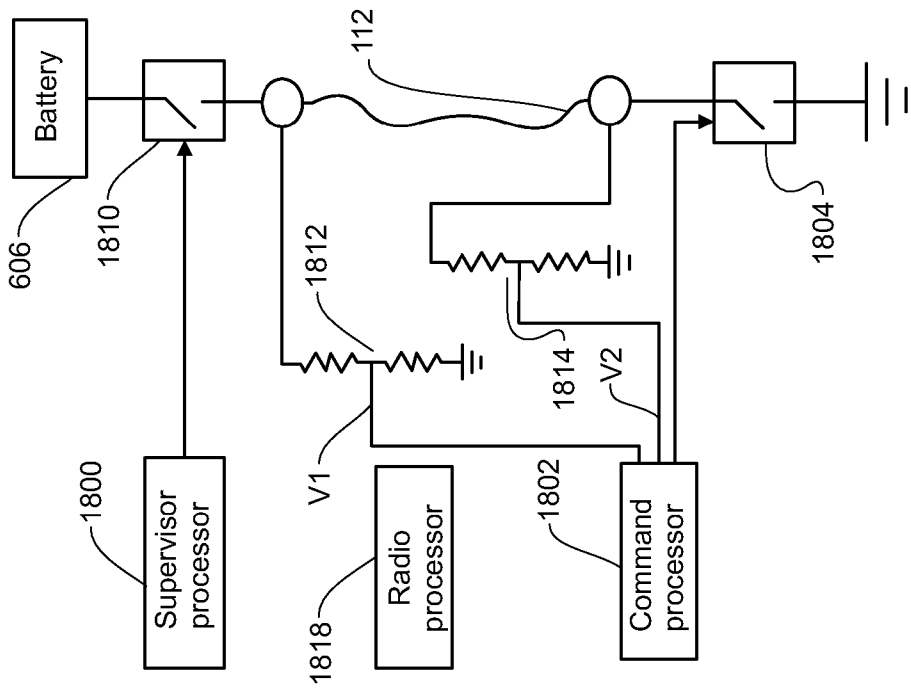 Battery
606
1810
112
1800
Supervisor
processor
1812
V1
1818
Radio
processor
1814
V2
1802
Command
processor
1804